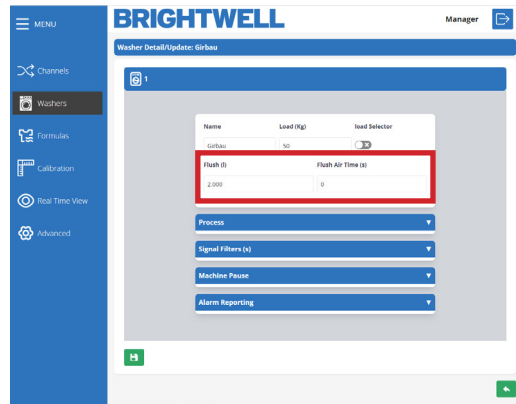 MENU
BRIGHTWELL
Manager
Washer Detail/Update: Girbau
Channels
1
Washers
Name Load (Kg) load Selector
Girbau 50
Formulas
Flush (l) Flush Air Time (s)
Calibration
2.000 0
Real Time View
Process
Advanced
Signal Filters (s)
Machine Pause
Alarm Reporting